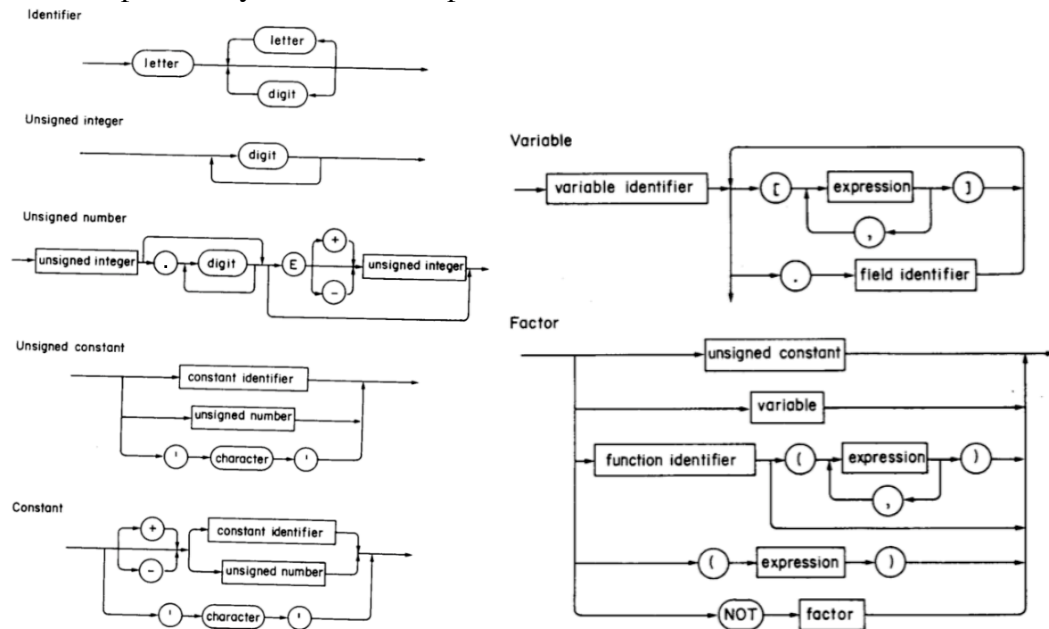 Identifier
letter
letter
digit
Unsigned integer
digit
Unsigned number
unsigned integer
.
digit
E
+
-
unsigned integer
Unsigned constant
constant identifier
unsigned number
' character '
Constant
+
-
constant identifier
unsigned number
' character '
Variable
variable identifier
[ expression ]
,
. field identifier
Factor
unsigned constant
variable
function identifier ( expression )
,
( expression )
NOT factor